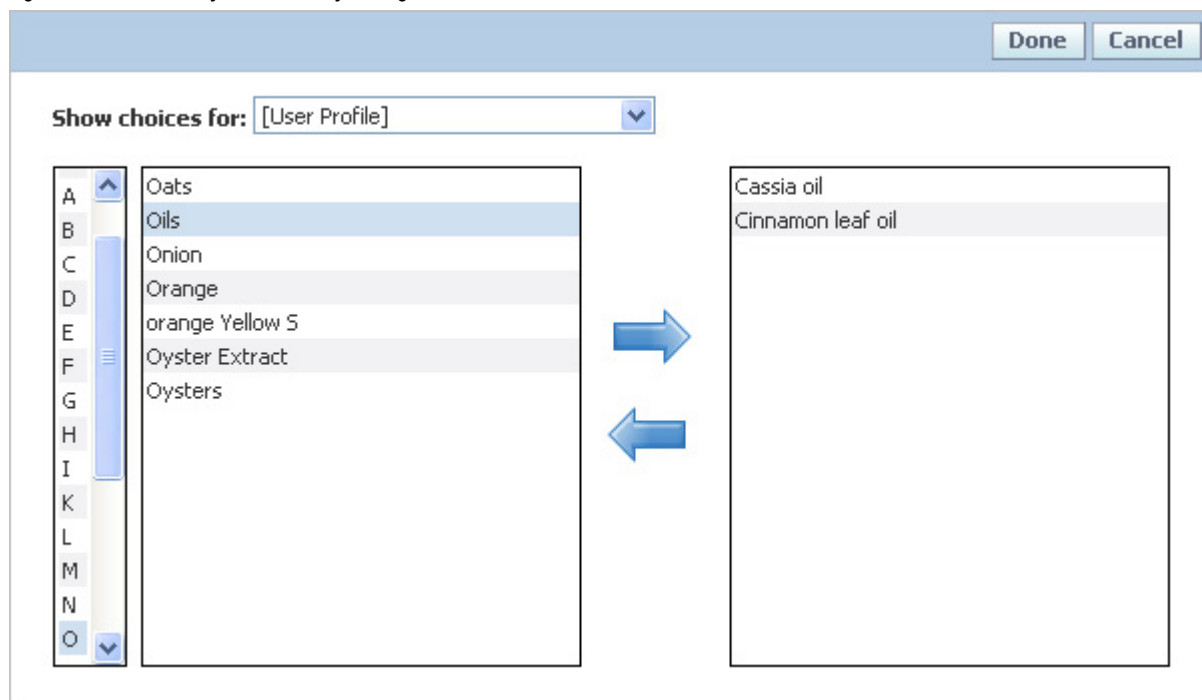 Done Cancel
Show choices for: [User Profile]
A
B
C
D
E
F
G
H
I
K
L
M
N
O
Oats
Oils
Onion
Orange
orange Yellow S
Oyster Extract
Oysters
Cassia oil
Cinnamon leaf oil